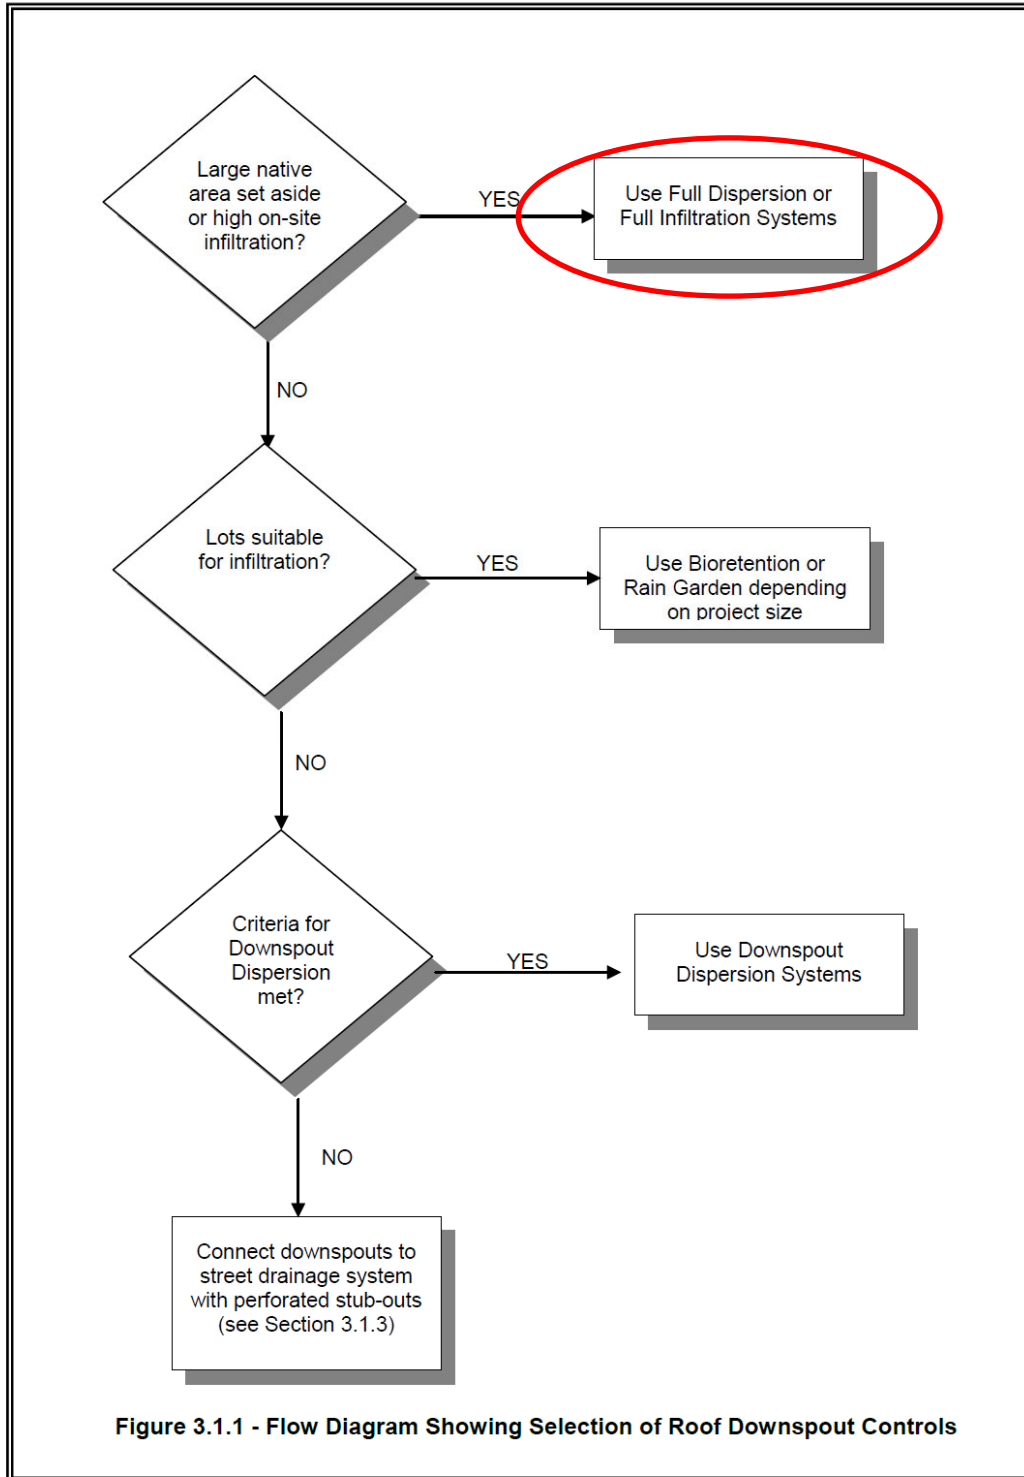 Large native
area set aside
or high on-site
infiltration?
YES
Use Full Dispersion or
Full Infiltration Systems
NO
Lots suitable
for infiltration?
YES
Use Bioretention or
Rain Garden depending
on project size
NO
Criteria for
Downspout
Dispersion
met?
YES
Use Downspout
Dispersion Systems
NO
Connect downspouts to
street drainage system
with perforated stub-outs
(see Section 3.1.3)
Figure 3.1.1 - Flow Diagram Showing Selection of Roof Downspout Controls